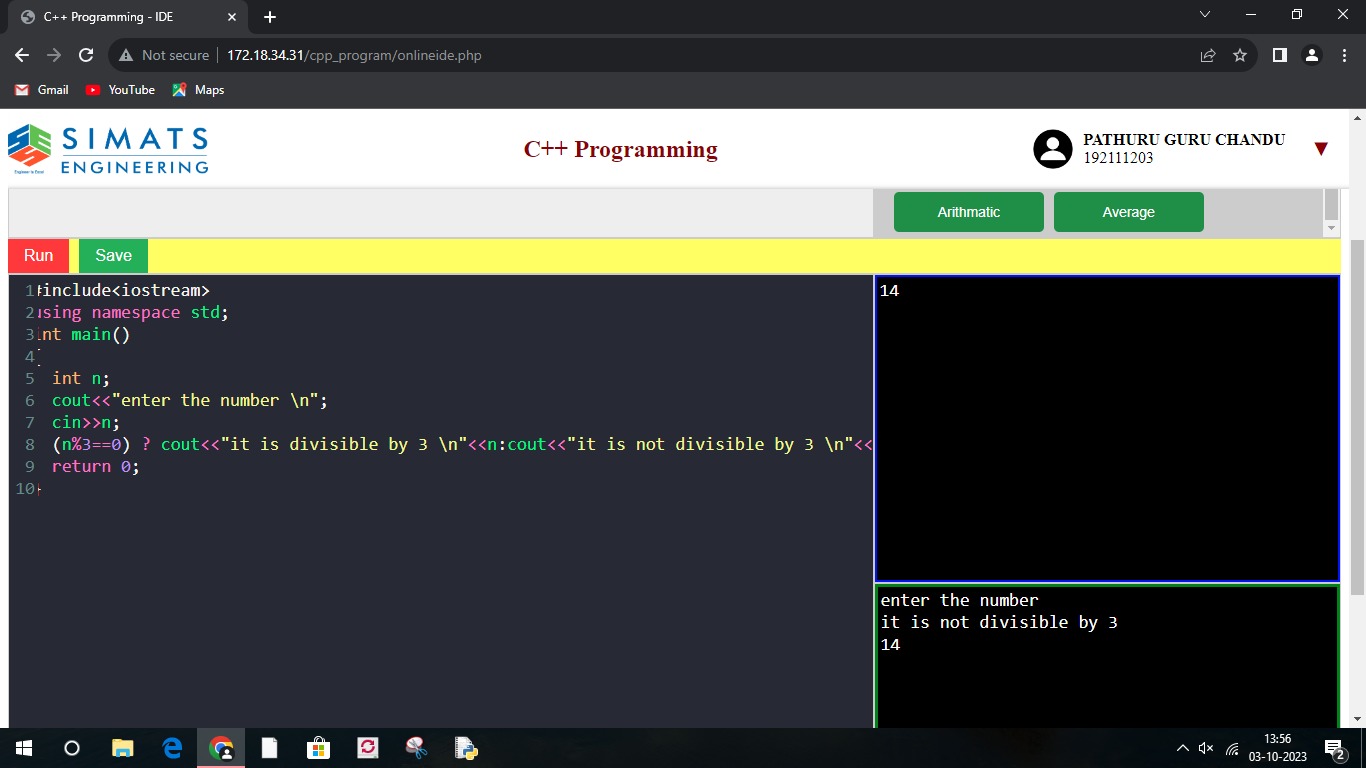 C++ Programming - IDE
Not secure
172.18.34.31/cpp_program/onlineide.php
Gmail
YouTube
Maps
SIMATS
ENGINEERING
C++ Programming
PATHURU GURU CHANDU
192111203
Arithmatic
Average
Run
Save
1 #include<iostream>
2 using namespace std;
3 int main()
4 {
5 int n;
6 cout<<"enter the number \n";
7 cin>>n;
8 (n%3==0) ? cout<<"it is divisible by 3 \n"<<n:cout<<"it is not divisible by 3 \n"<<
9 return 0;
10 }
14
enter the number
it is not divisible by 3
14
13:56
03-10-2023
2